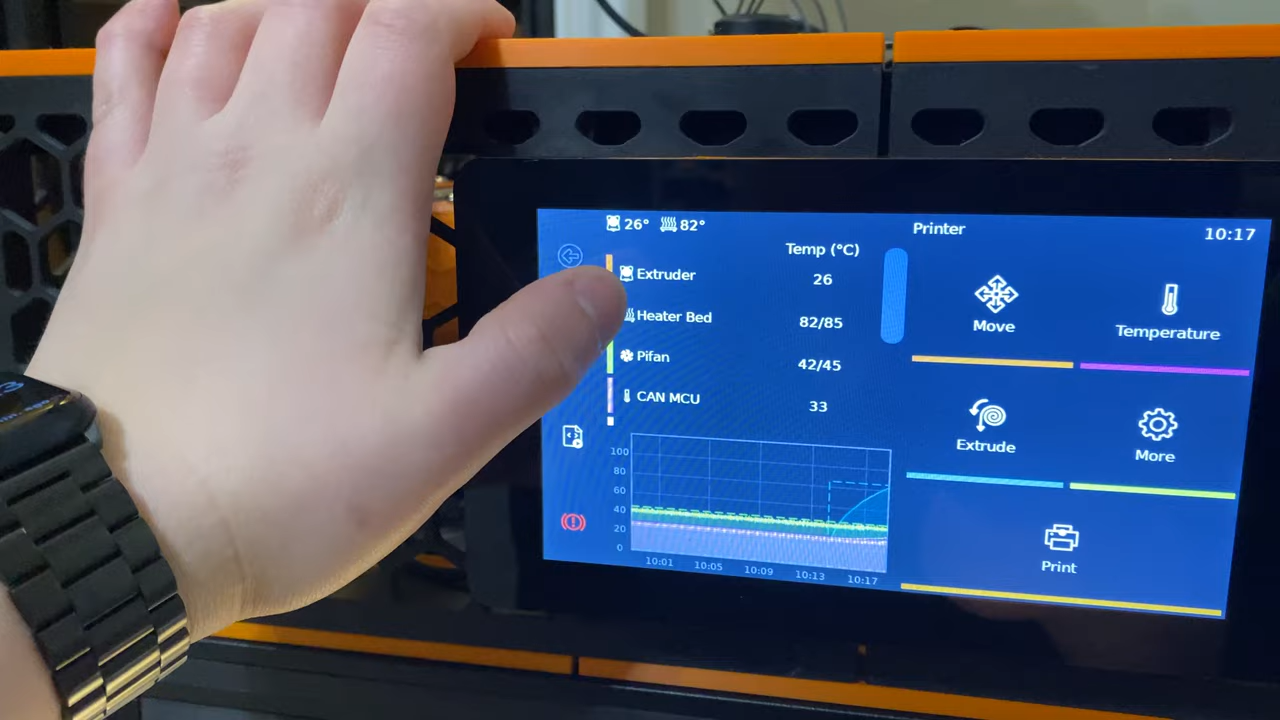 26° 82° Printer 10:17
Temp (°C)
Extruder 26
Heater Bed 82/85
Pifan 42/45
CAN MCU 33
Move
Temperature
Extrude
More
Print
100
80
60
40
20
0
10:01 10:05 10:09 10:13 10:17